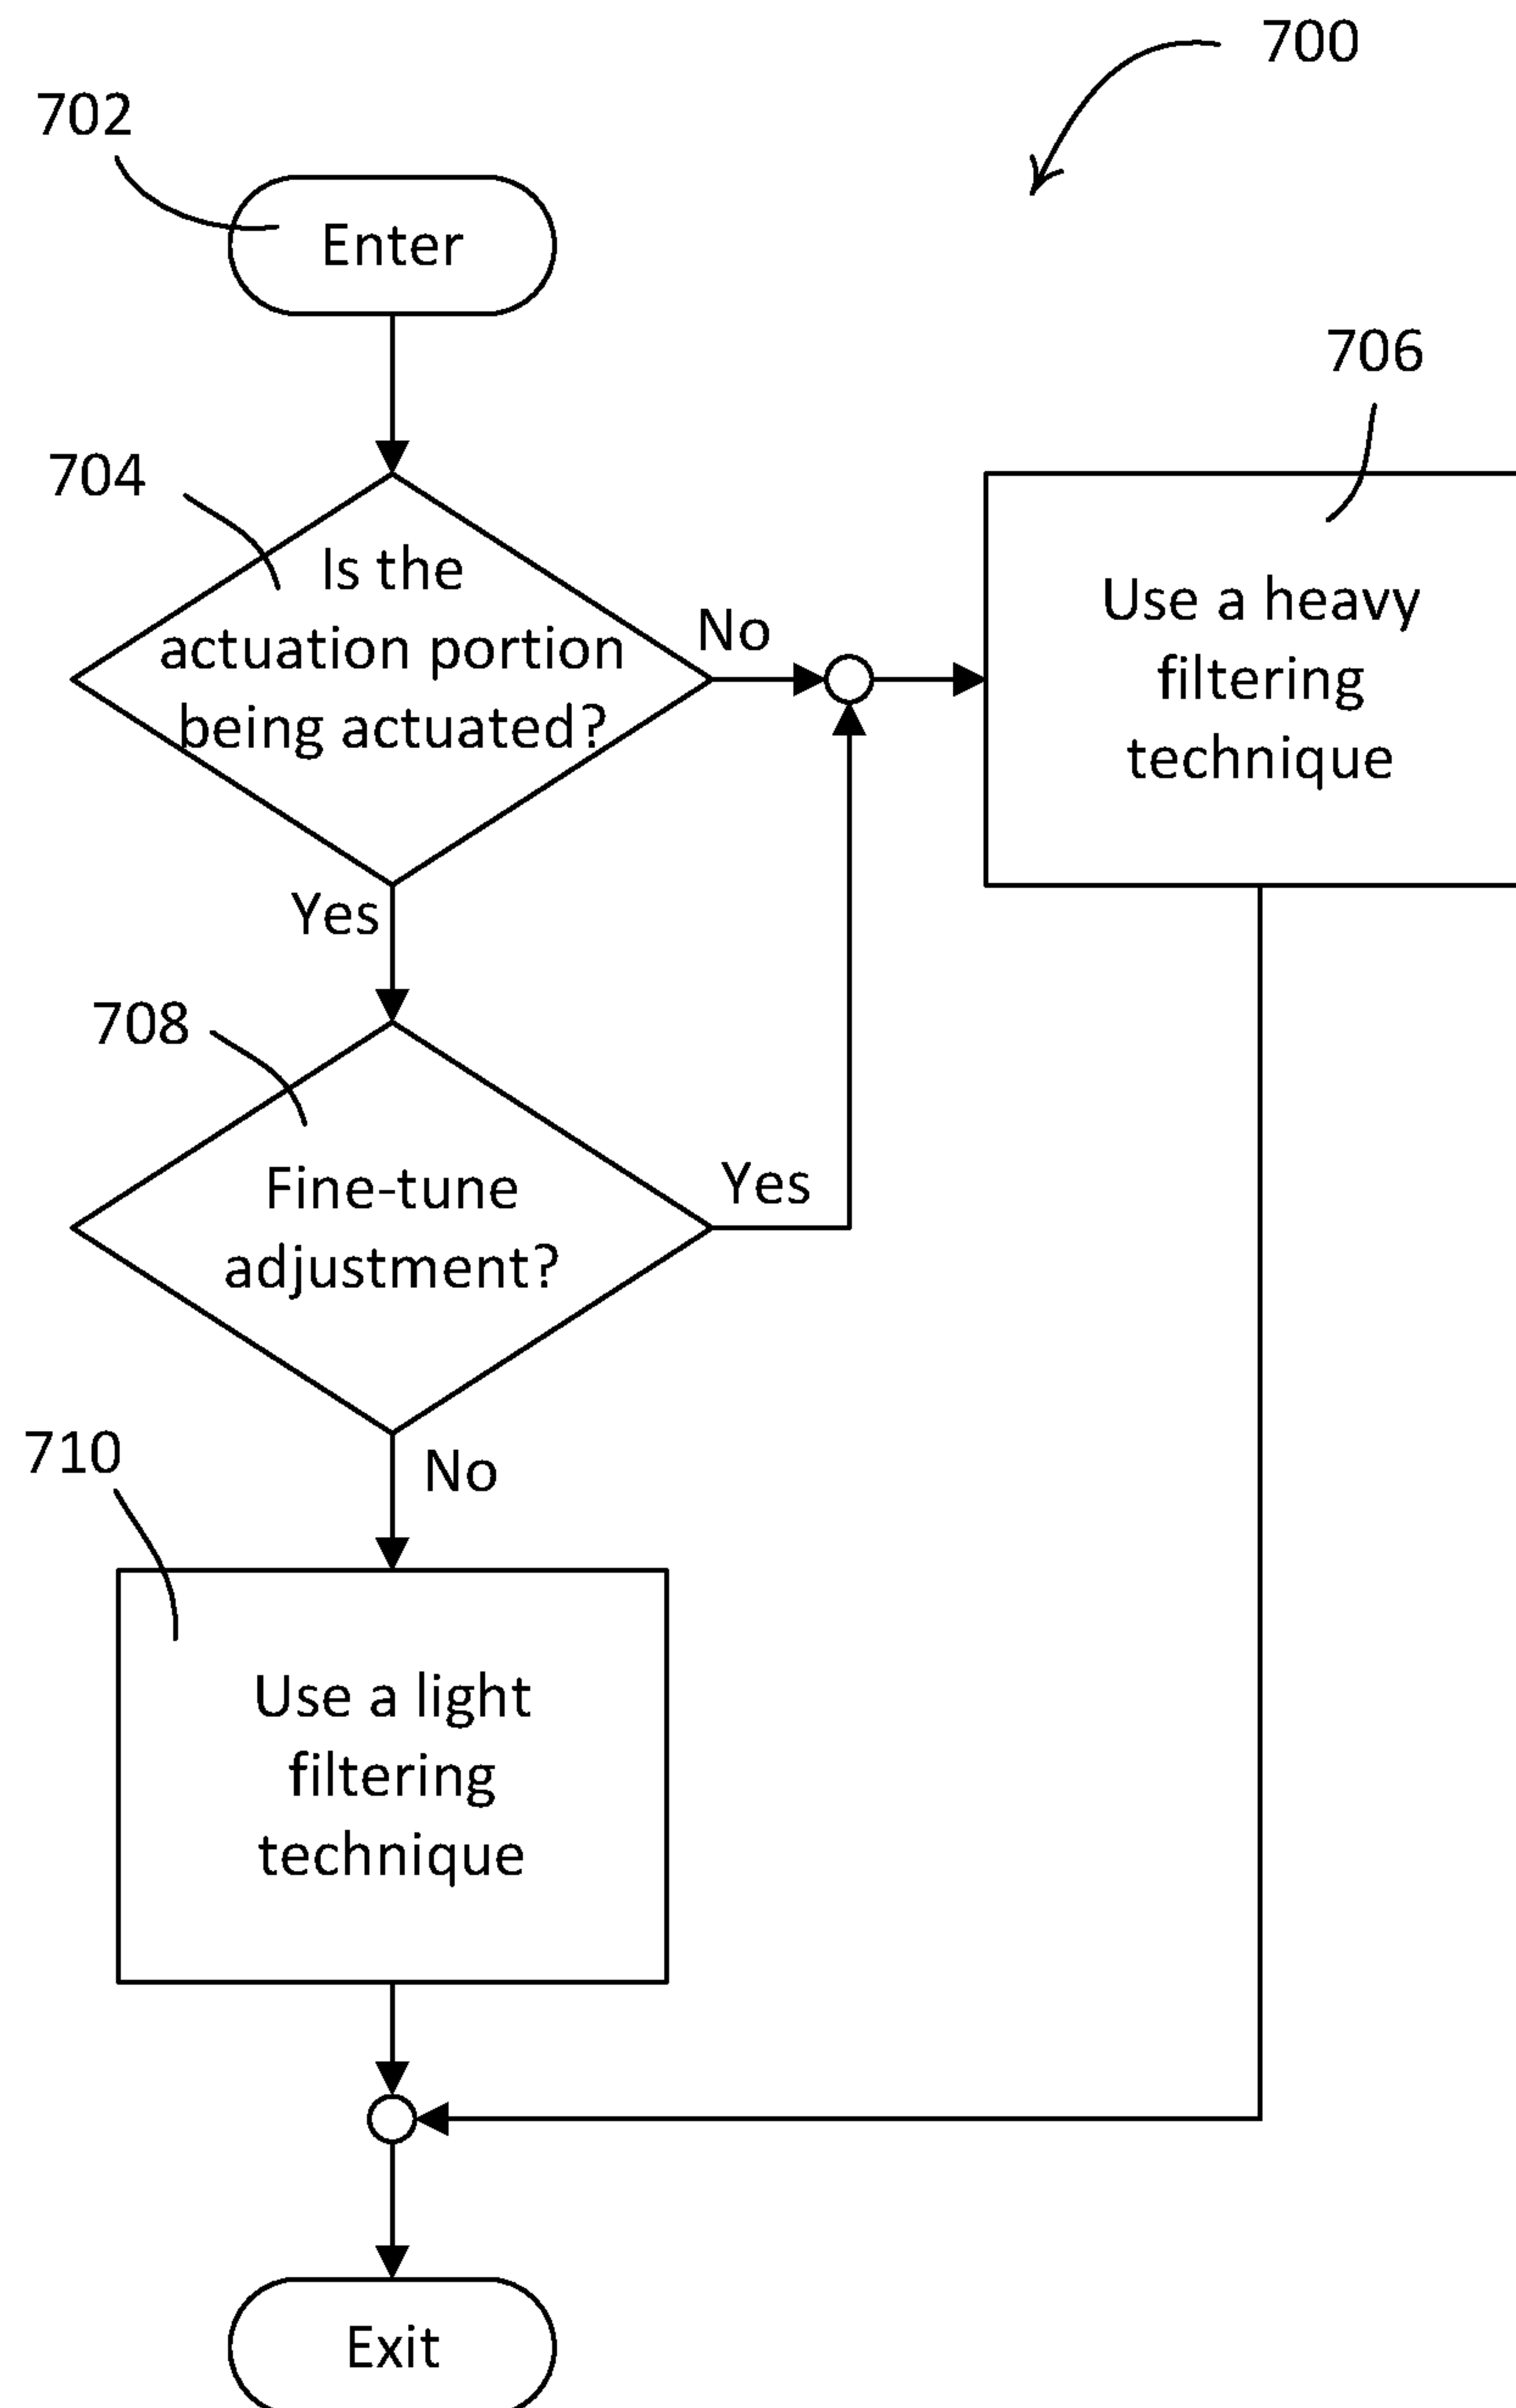 700
702
Enter
706
704
Is the
actuation portion
being actuated?
No
Use a heavy
filtering
technique
Yes
708
Fine-tune
adjustment?
Yes
710
No
Use a light
filtering
technique
Exit